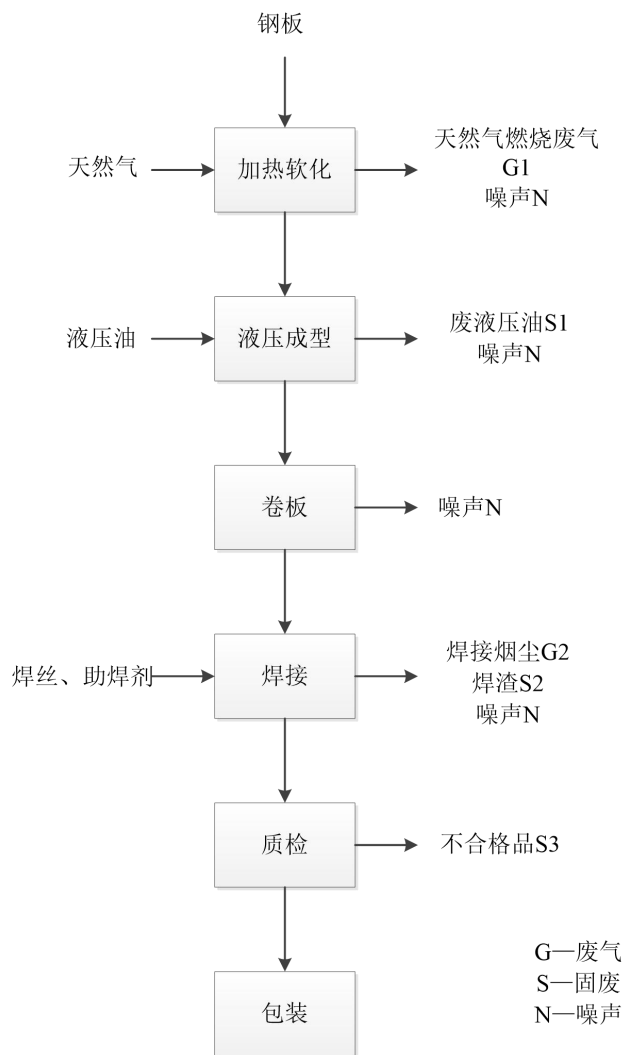 钢板
天然气
加热软化
天然气燃烧废气
G1
噪声N
液压油
液压成型
废液压油S1
噪声N
卷板
噪声N
焊丝、助焊剂
焊接
焊接烟尘G2
焊渣S2
噪声N
质检
不合格品S3
包装
G—废气
S—固废
N—噪声